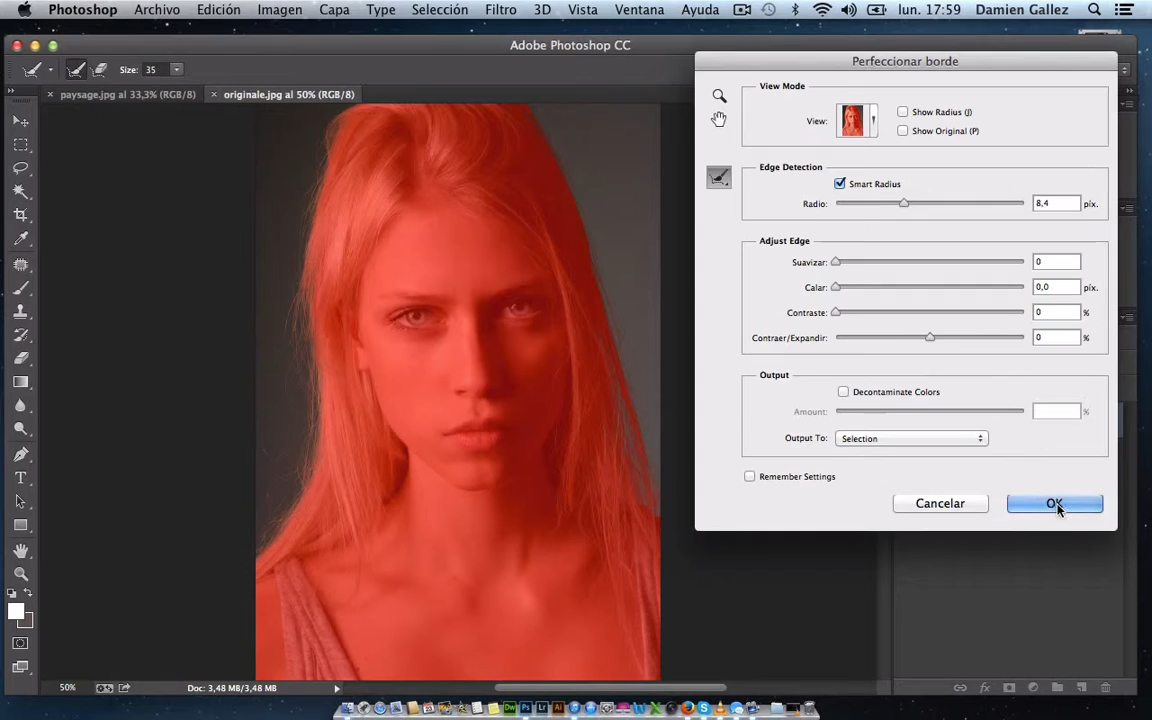 Photoshop Archivo Edición Imagen Capa Type Selección Filtro 3D Vista Ventana Ayuda lun. 17:59 Damien Gallez
Adobe Photoshop CC
Size: 35
paysage.jpg al 33,3% (RGB/8) originale.jpg al 50% (RGB/8)
Perfeccionar borde
View Mode
View:
Show Radius (J)
Show Original (P)
Edge Detection
Smart Radius
Radio: 8,4 píx.
Adjust Edge
Suavizar: 0
Calar: 0,0 píx.
Contraste: 0 %
Contraer/Expandir: 0 %
Output
Decontaminate Colors
Amount: %
Output To: Selection
Remember Settings
Cancelar OK
50% Doc: 3,48 MB/3,48 MB